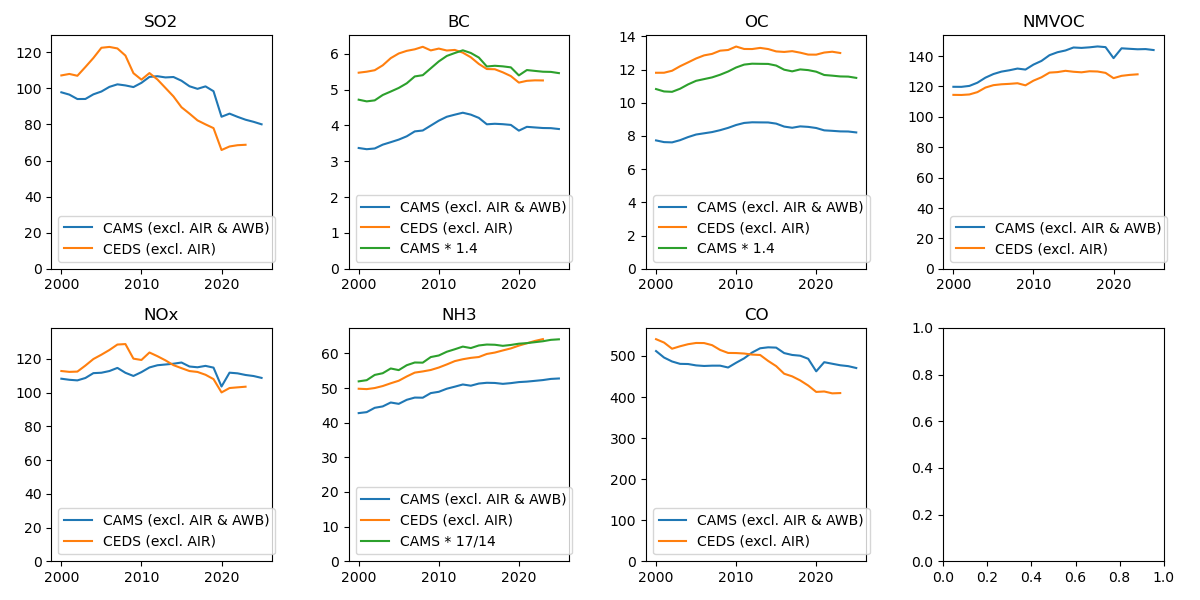 SO2
120
100
80
60
40
20
0
CAMS (excl. AIR & AWB)
CEDS (excl. AIR)
2000 2010 2020
BC
6
5
4
3
2
1
0
CAMS (excl. AIR & AWB)
CEDS (excl. AIR)
CAMS * 1.4
2000 2010 2020
OC
14
12
10
8
6
4
2
0
CAMS (excl. AIR & AWB)
CEDS (excl. AIR)
CAMS * 1.4
2000 2010 2020
NMVOC
140
120
100
80
60
40
20
0
CAMS (excl. AIR & AWB)
CEDS (excl. AIR)
2000 2010 2020
NOx
120
100
80
60
40
20
0
CAMS (excl. AIR & AWB)
CEDS (excl. AIR)
2000 2010 2020
NH3
60
50
40
30
20
10
0
CAMS (excl. AIR & AWB)
CEDS (excl. AIR)
CAMS * 17/14
2000 2010 2020
CO
500
400
300
200
100
0
CAMS (excl. AIR & AWB)
CEDS (excl. AIR)
2000 2010 2020
1.0
0.8
0.6
0.4
0.2
0.0
0.0 0.2 0.4 0.6 0.8 1.0